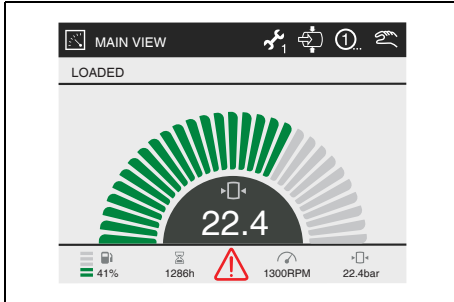 MAIN VIEW
1
1...
LOADED
22.4
41%
1286h
1300RPM
22.4bar